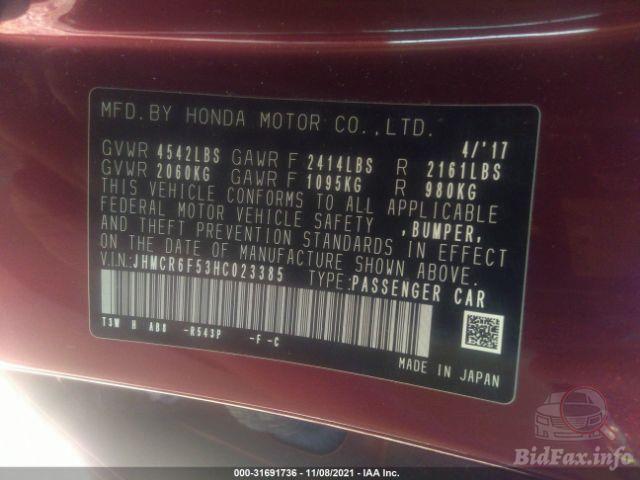 MFD.BY HONDA MOTOR CO.,LTD.
4/'17
GVWR 4542LBS GAWR F 2414LBS R 2161LBS
GVWR 2060KG GAWR F 1095KG R 980KG
THIS VEHICLE CONFORMS TO ALL APPLICABLE
FEDERAL MOTOR VEHICLE SAFETY ,BUMPER,
AND THEFT PREVENTION STANDARDS IN EFFECT
ON THE DATE OF MANUFACTURE SHOWN ABOVE.
V.I.N:JHMCR6F53HC023385 TYPE:PASSENGER CAR
T3W H AB8 -R543P -F -C
MADE IN JAPAN
BidFax.info
000-31691736 - 11/08/2021 - IAA Inc.